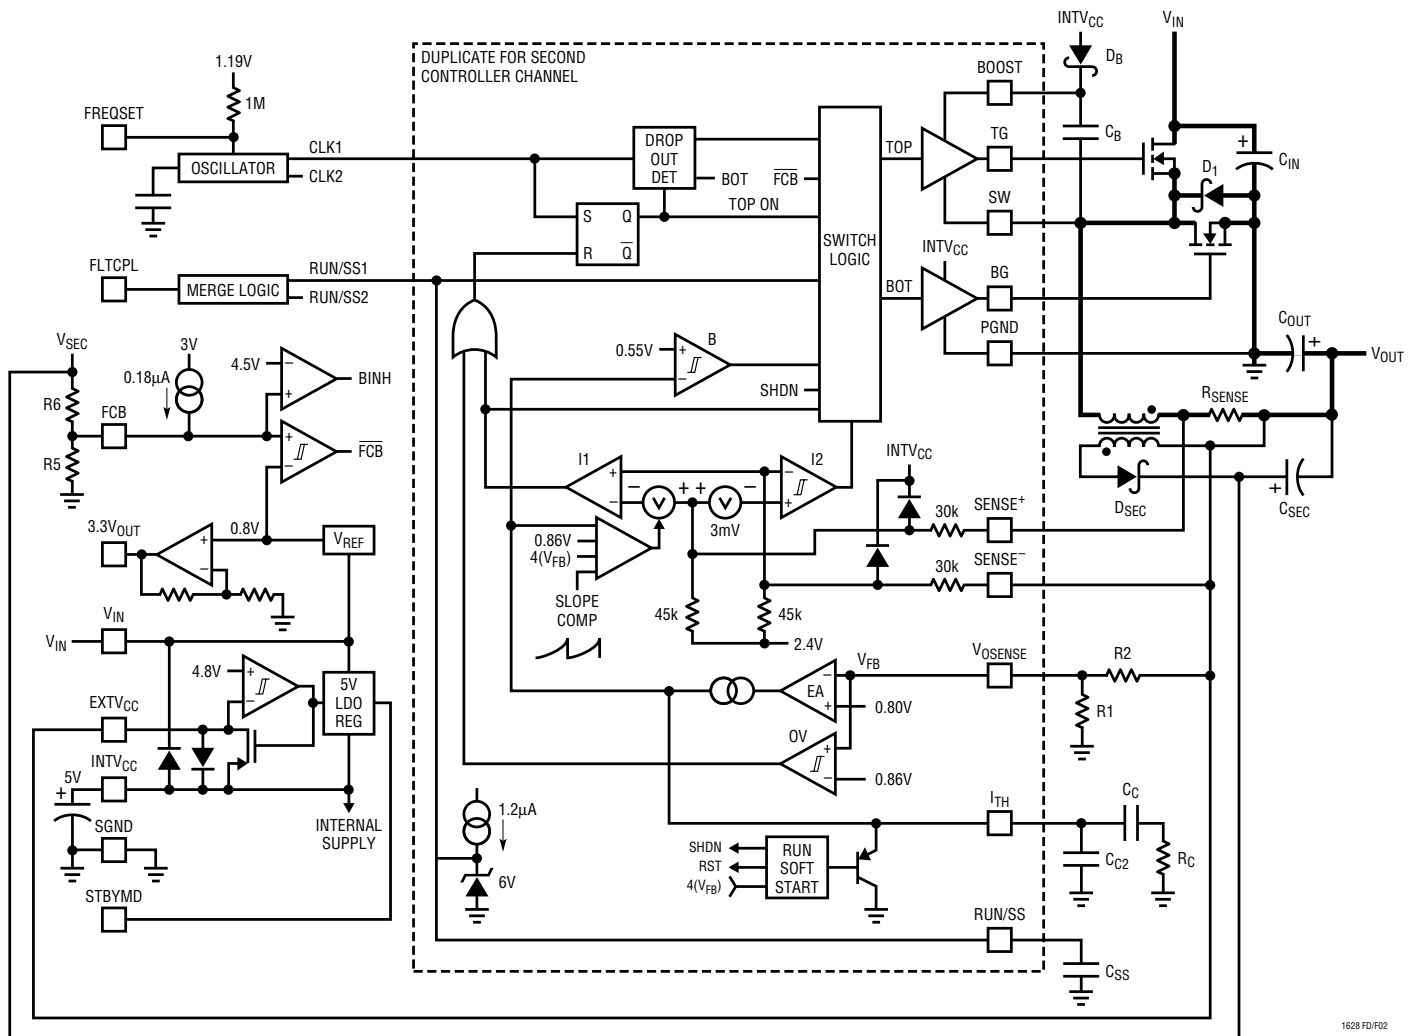 INTVCC
VIN
DUPLICATE FOR SECOND
CONTROLLER CHANNEL
DB
1.19V
BOOST
1M
FREQSET
CB
DROP
OUT
DET
TG
TOP
+
CIN
CLK1
OSCILLATOR
CLK2
BOT
FCB
D1
TOP ON
SW
S
Q
R
Q
SWITCH
LOGIC
INTVCC
FLTCPL
RUN/SS1
MERGE LOGIC
RUN/SS2
BG
BOT
COUT
+
PGND
VSEC
3V
4.5V
−
+
BINH
0.55V
+
−
B
VOUT
0.18µA
R6
FCB
SHDN
RSENSE
+
−
FCB
R5
I1
+
−
−
V
+
+
V
−
3mV
−
+
I2
INTVCC
DSEC
+
CSEC
30k
SENSE+
3.3VOUT
0.8V
+
−
VREF
0.86V
4(VFB)
SLOPE
COMP
30k
SENSE−
45k
45k
2.4V
VIN
VIN
4.8V
+
−
5V
LDO
REG
VFB
−
EA
+
0.80V
VOSENSE
R2
R1
EXTVCC
OV
+
−
0.86V
INTVCC
5V
+
SGND
INTERNAL
SUPPLY
1.2µA
6V
ITH
CC
SHDN
RST
4(VFB)
RUN
SOFT
START
CC2
RC
STBYMD
RUN/SS
CSS
1628 FD/F02